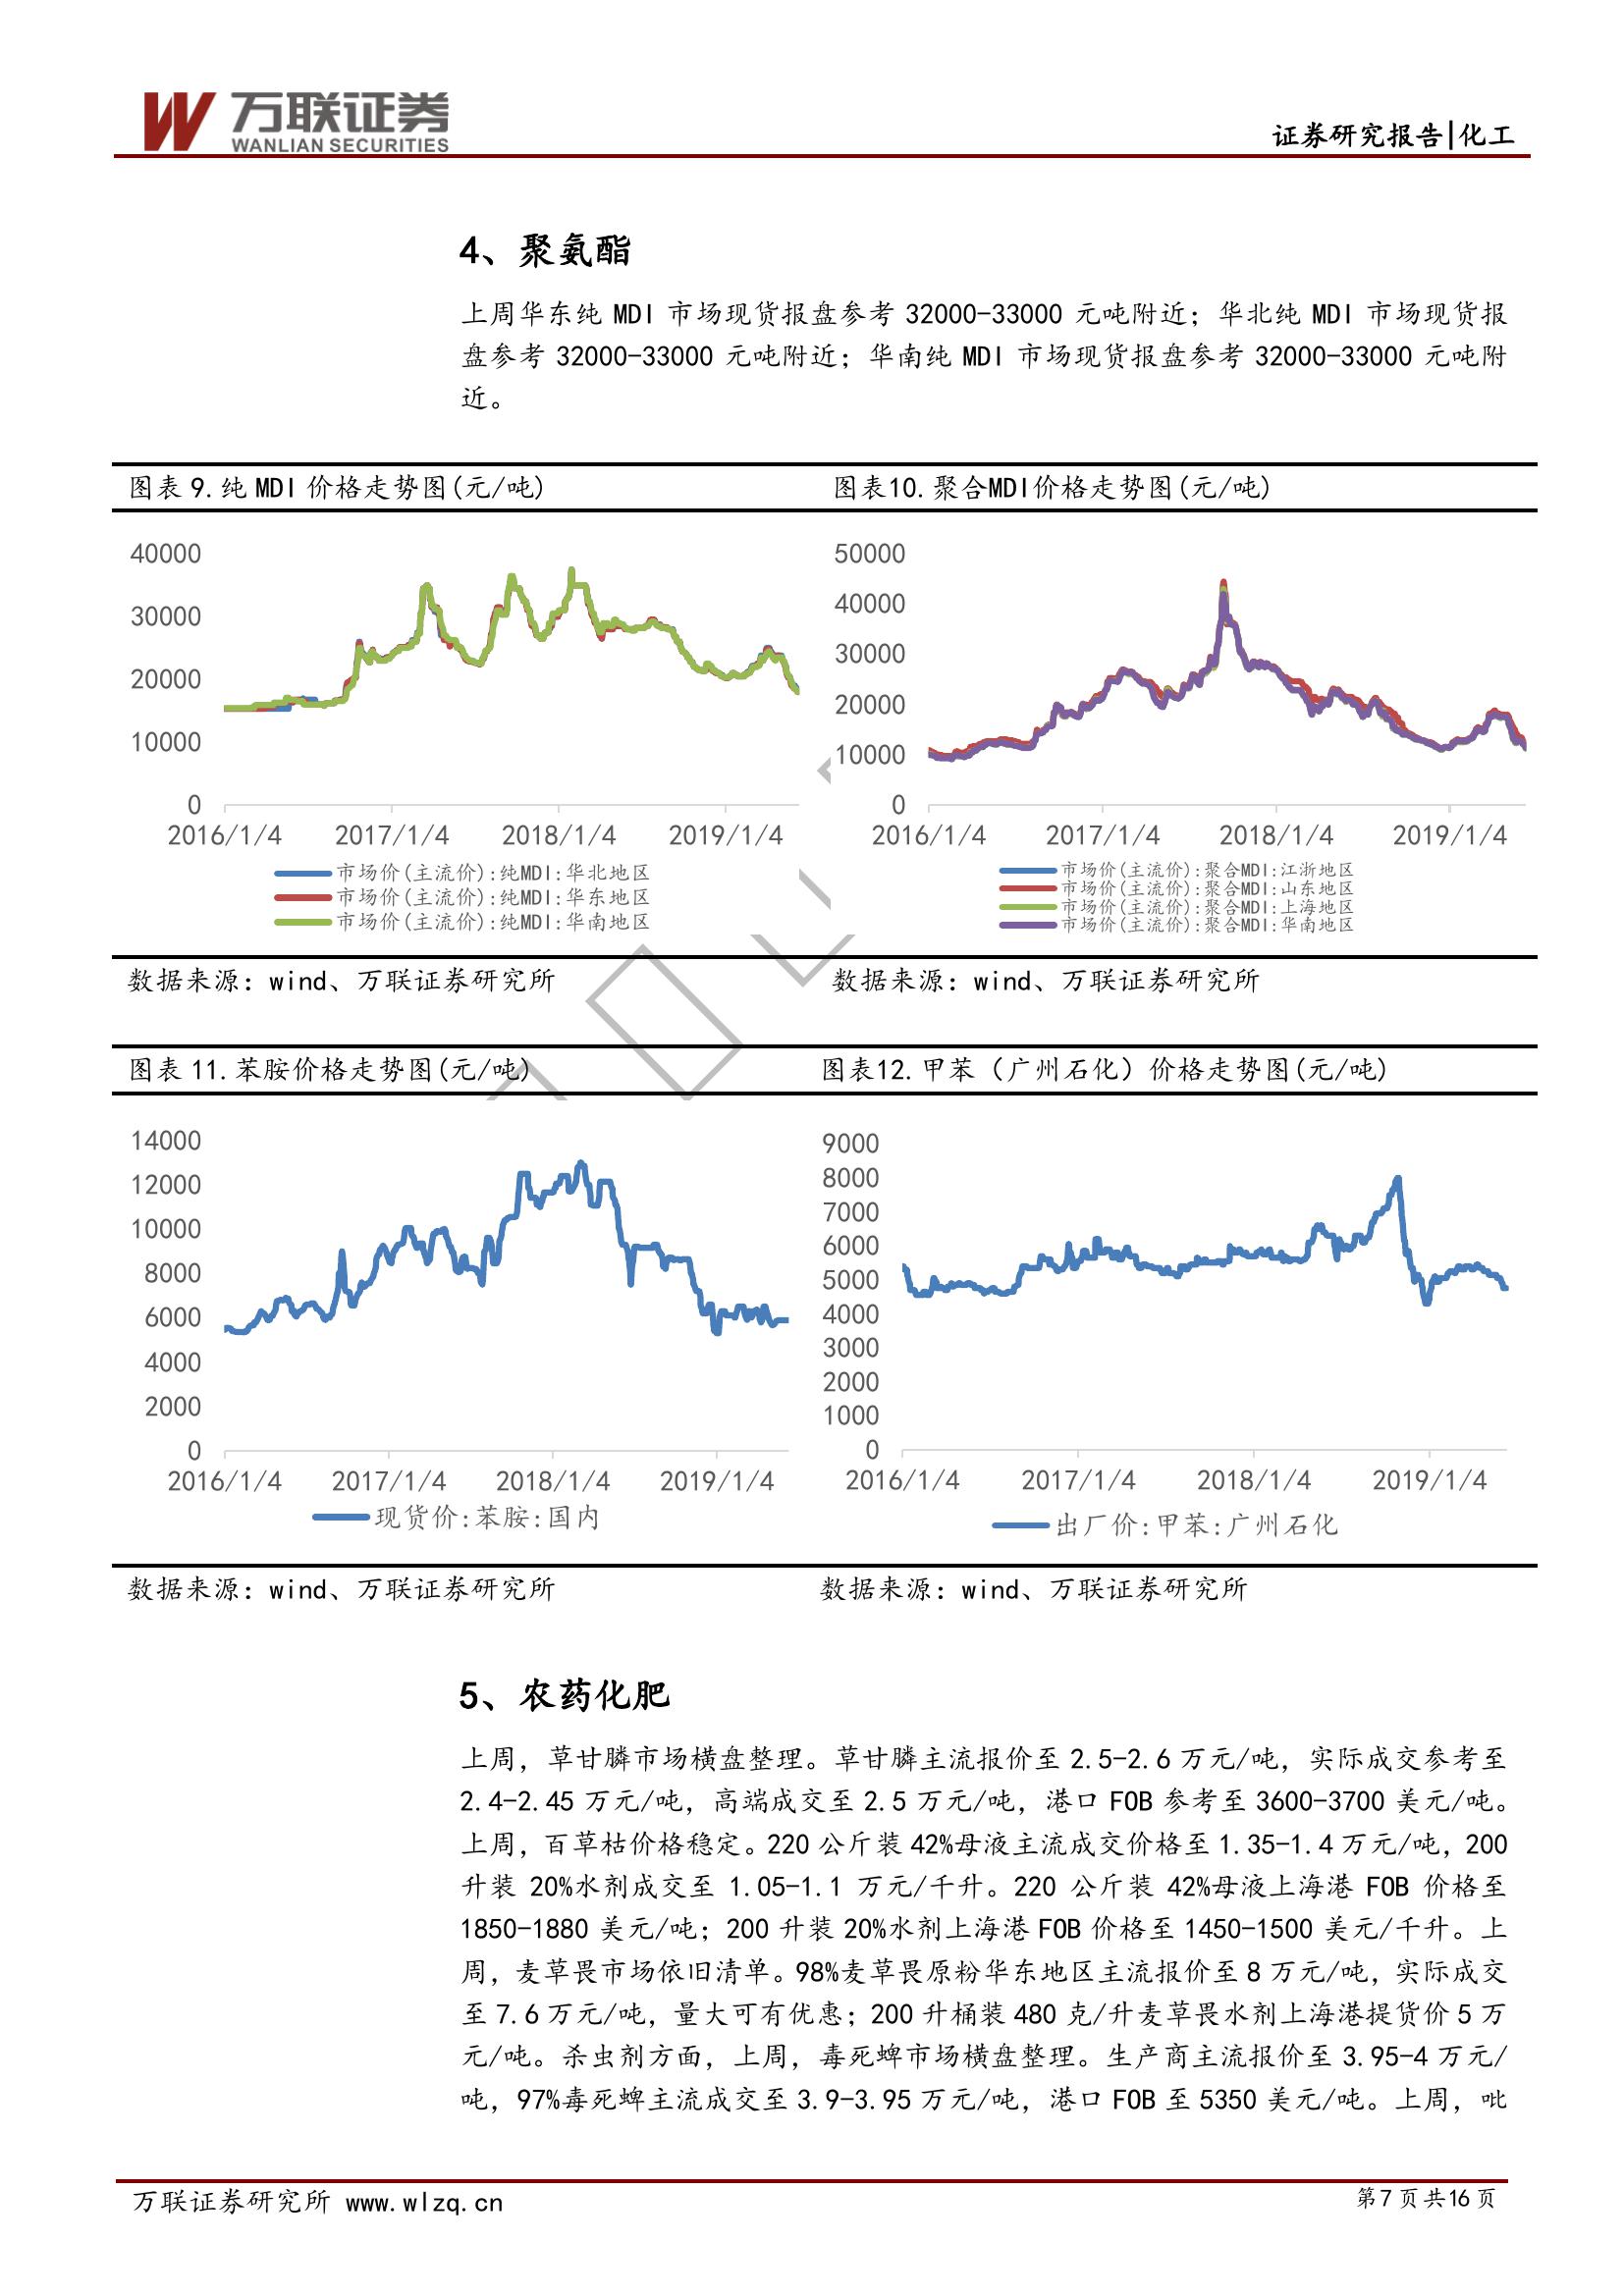 万联证券
WANLIAN SECURITIES
证券研究报告|化工
4、聚氨酯
上周华东纯 MDI 市场现货报盘参考 32000-33000 元吨附近；华北纯 MDI 市场现货报
盘参考 32000-33000 元吨附近；华南纯 MDI 市场现货报盘参考 32000-33000 元吨附
近。
图表 9.纯 MDI 价格走势图(元/吨)
40000
30000
20000
10000
0
2016/1/4 2017/1/4 2018/1/4 2019/1/4
市场价(主流价):纯MDI:华北地区
市场价(主流价):纯MDI:华东地区
市场价(主流价):纯MDI:华南地区
数据来源：wind、万联证券研究所
图表10.聚合MDI价格走势图(元/吨)
50000
40000
30000
20000
10000
0
2016/1/4 2017/1/4 2018/1/4 2019/1/4
市场价(主流价):聚合MDI:江浙地区
市场价(主流价):聚合MDI:山东地区
市场价(主流价):聚合MDI:上海地区
市场价(主流价):聚合MDI:华南地区
数据来源：wind、万联证券研究所
图表 11.苯胺价格走势图(元/吨)
14000
12000
10000
8000
6000
4000
2000
0
2016/1/4 2017/1/4 2018/1/4 2019/1/4
现货价:苯胺:国内
数据来源：wind、万联证券研究所
图表12.甲苯（广州石化）价格走势图(元/吨)
9000
8000
7000
6000
5000
4000
3000
2000
1000
0
2016/1/4 2017/1/4 2018/1/4 2019/1/4
出厂价:甲苯:广州石化
数据来源：wind、万联证券研究所
5、农药化肥
上周，草甘膦市场横盘整理。草甘膦主流报价至 2.5-2.6 万元/吨，实际成交参考至
2.4-2.45 万元/吨，高端成交至 2.5 万元/吨，港口 FOB 参考至 3600-3700 美元/吨。
上周，百草枯价格稳定。220 公斤装 42%母液主流成交价格至 1.35-1.4 万元/吨，200
升装 20%水剂成交至 1.05-1.1 万元/千升。220 公斤装 42%母液上海港 FOB 价格至
1850-1880 美元/吨；200 升装 20%水剂上海港 FOB 价格至 1450-1500 美元/千升。上
周，麦草畏市场依旧清单。98%麦草畏原粉华东地区主流报价至 8 万元/吨，实际成交
至 7.6 万元/吨，量大可有优惠；200 升桶装 480 克/升麦草畏水剂上海港提货价 5 万
元/吨。杀虫剂方面，上周，毒死蜱市场横盘整理。生产商主流报价至 3.95-4 万元/
吨，97%毒死蜱主流成交至 3.9-3.95 万元/吨，港口 FOB 至 5350 美元/吨。上周，吡
万联证券研究所 www.wlzq.cn
第 7 页 共 16 页